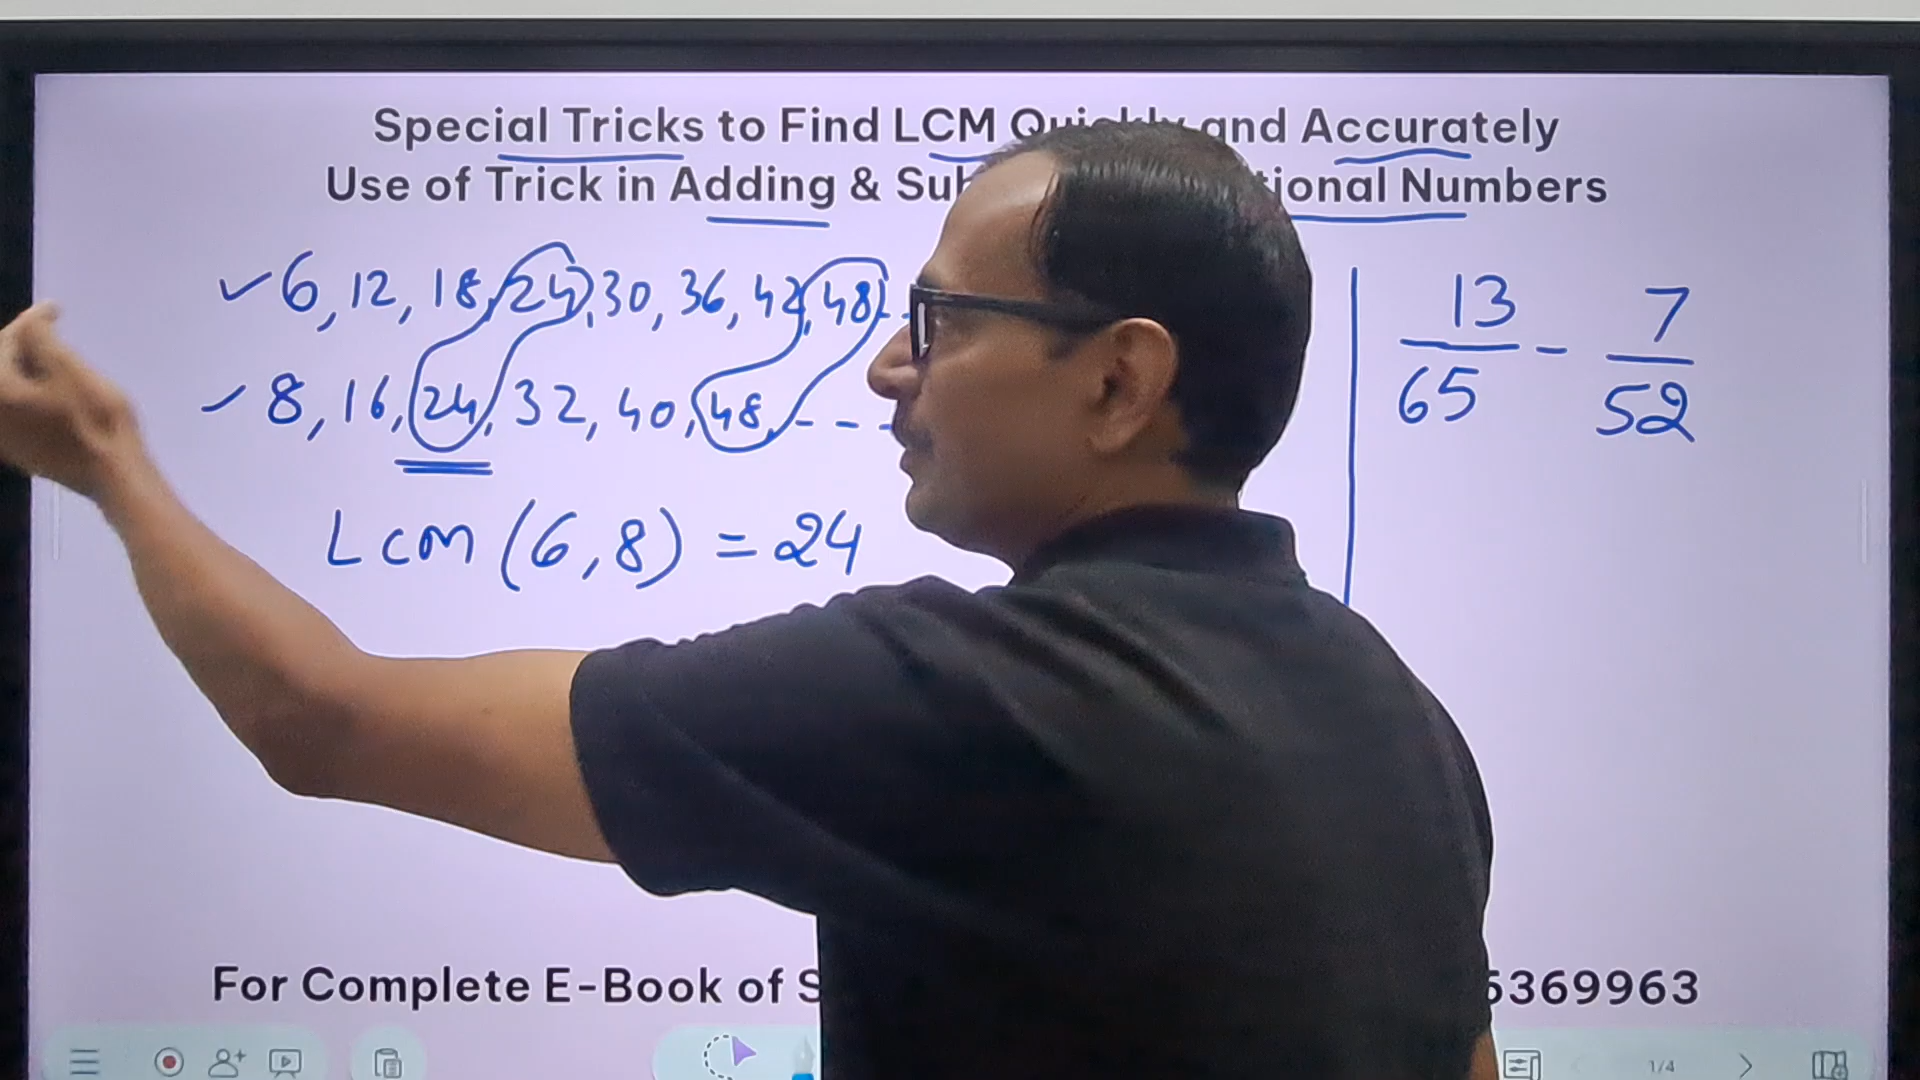 Special Tricks to Find LCM Quickly and Accurately
Use of Trick in Adding & Sub tional Numbers
✓ 6, 12, 18, 24, 30, 36, 42, 48, - -
✓ 8, 16, 24, 32, 40, 48, - - - -
Lcm (6, 8) = 24
13/65 - 7/52
For Complete E-Book of S 5369963
1/4